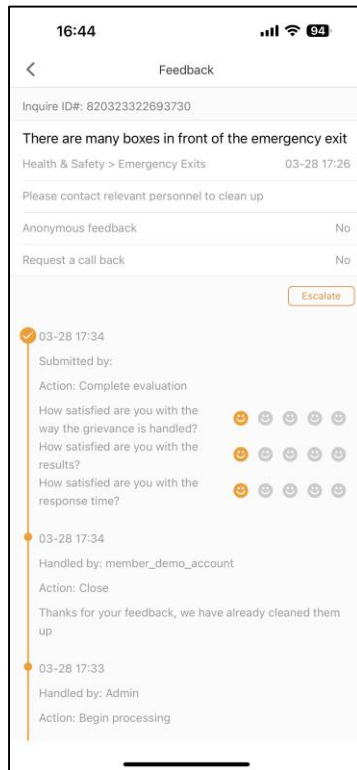 16:44
94
Feedback
Inquire ID#: 820323322693730
There are many boxes in front of the emergency exit
Health & Safety > Emergency Exits 03-28 17:26
Please contact relevant personnel to clean up
Anonymous feedback No
Request a call back No
Escalate
03-28 17:34
Submitted by:
Action: Complete evaluation
How satisfied are you with the
way the grievance is handled?
How satisfied are you with the
results?
How satisfied are you with the
response time?
03-28 17:34
Handled by: member_demo_account
Action: Close
Thanks for your feedback, we have already cleaned them
up
03-28 17:33
Handled by: Admin
Action: Begin processing